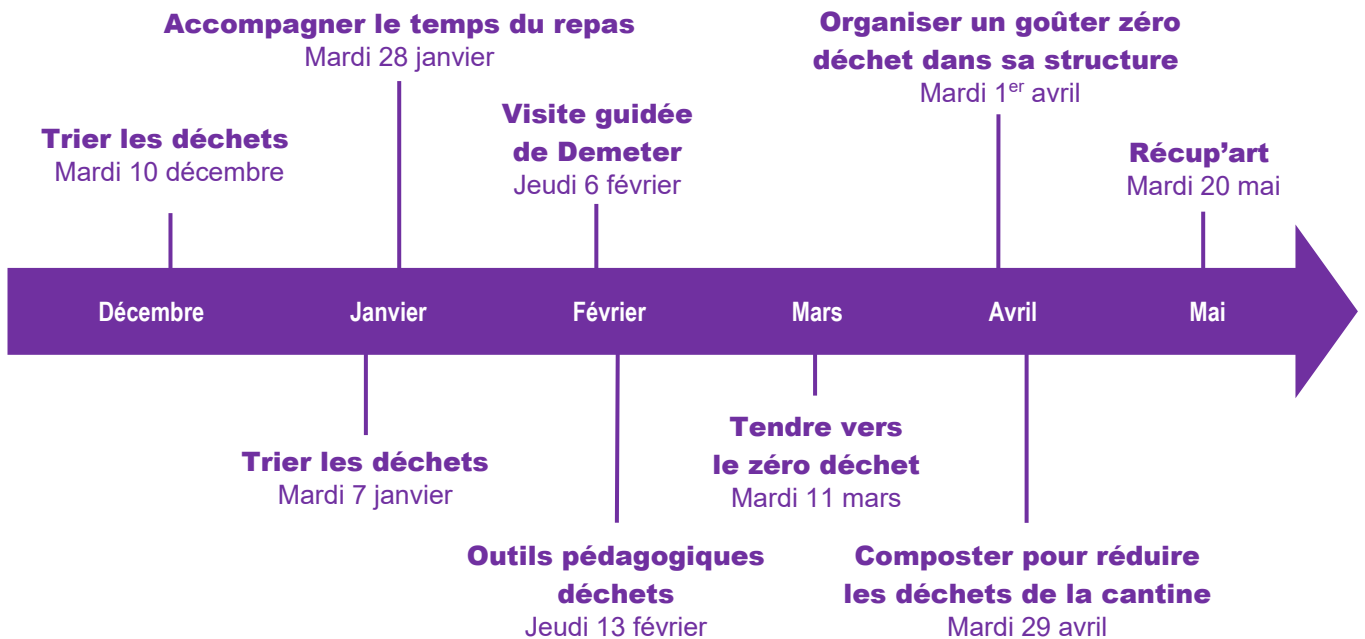 Accompagner le temps du repas
Mardi 28 janvier
Organiser un goûter zéro
déchet dans sa structure
Mardi 1er avril
Visite guidée
de Demeter
Jeudi 6 février
Trier les déchets
Mardi 10 décembre
Récup’art
Mardi 20 mai
Décembre
Janvier
Février
Mars
Avril
Mai
Trier les déchets
Mardi 7 janvier
Tendre vers
le zéro déchet
Mardi 11 mars
Outils pédagogiques
déchets
Jeudi 13 février
Composter pour réduire
les déchets de la cantine
Mardi 29 avril